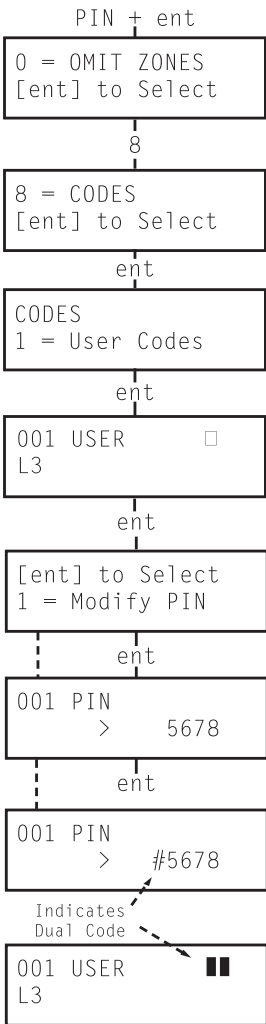 PIN + ent
0 = OMIT ZONES
[ent] to Select
8
8 = CODES
[ent] to Select
ent
CODES
1 = User Codes
ent
001 USER □
L3
ent
[ent] to Select
1 = Modify PIN
ent
001 PIN
> 5678
ent
001 PIN
> #5678
Indicates
Dual Code
001 USER ▮▮
L3